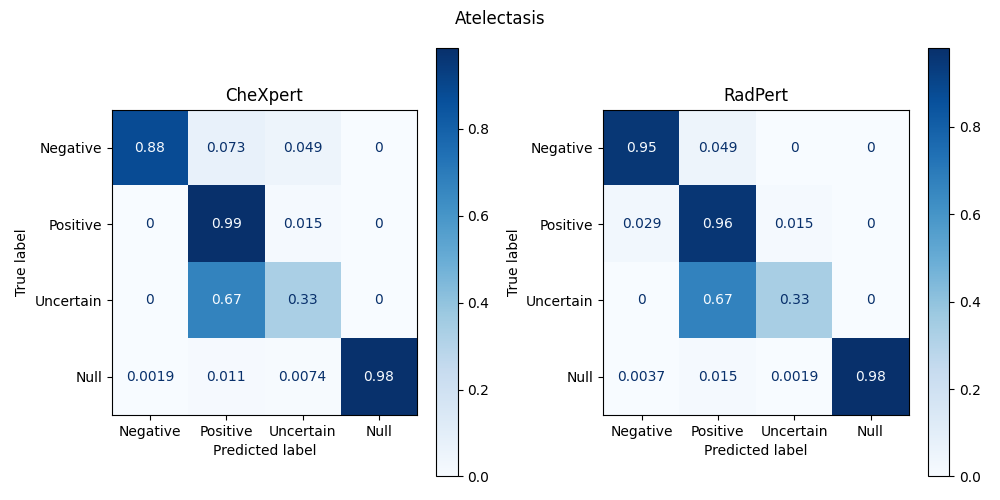 Atelectasis
CheXpert
Negative 0.88 0.073 0.049 0
Positive 0 0.99 0.015 0
Uncertain 0 0.67 0.33 0
Null 0.0019 0.011 0.0074 0.98
Negative Positive Uncertain Null
Predicted label
True label
0.8
0.6
0.4
0.2
0.0
RadPert
Negative 0.95 0.049 0 0
Positive 0.029 0.96 0.015 0
Uncertain 0 0.67 0.33 0
Null 0.0037 0.015 0.0019 0.98
Negative Positive Uncertain Null
Predicted label
True label
0.8
0.6
0.4
0.2
0.0